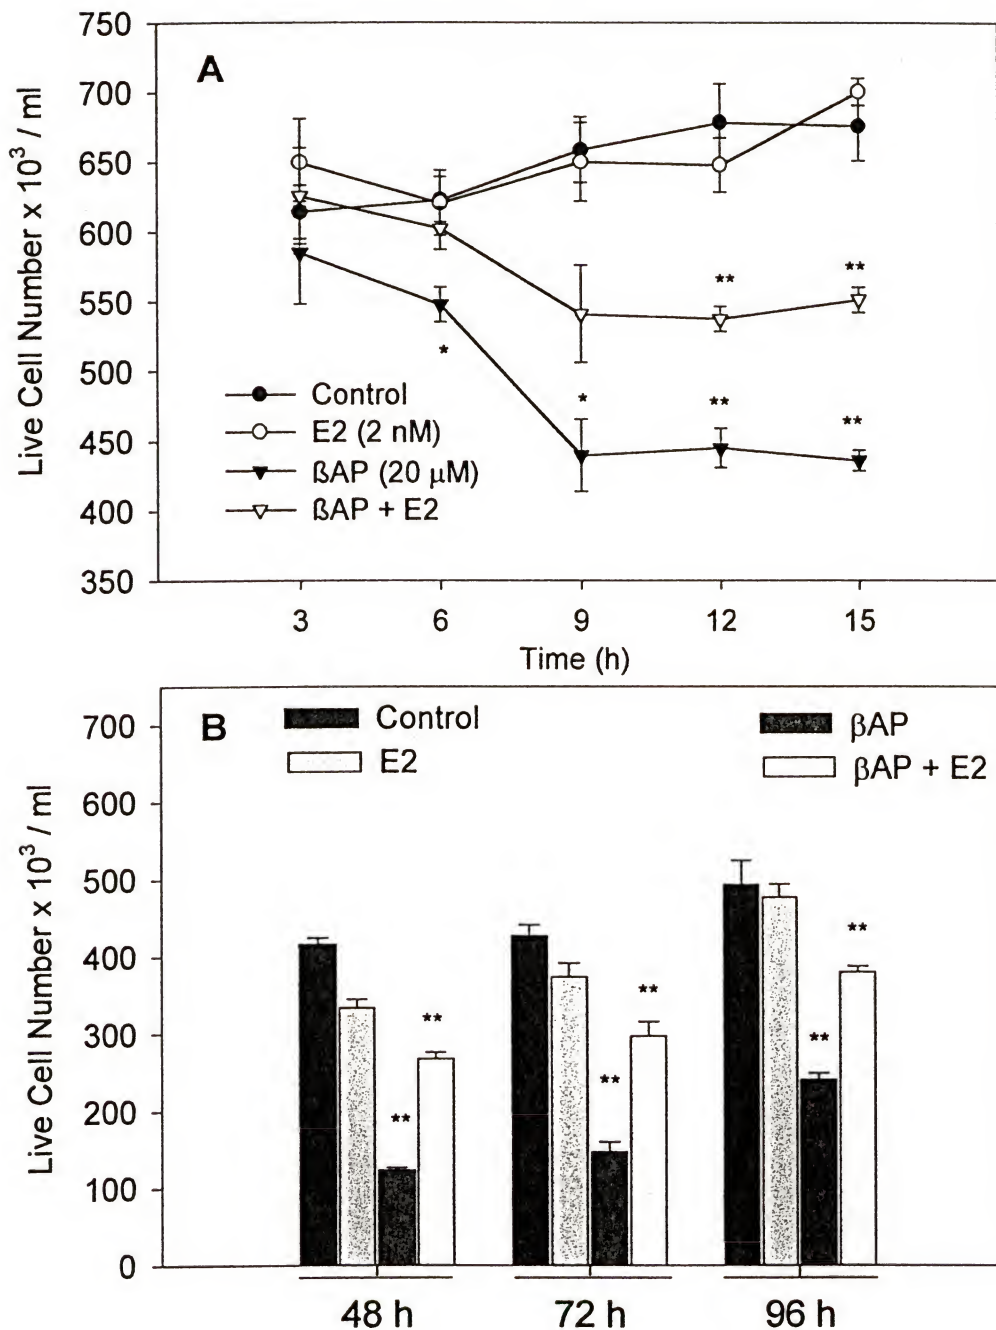 750
A
700
650
600
550
500
450
400
350
Live Cell Number x 10³ / ml
** **
*
* ** **
Control
E2 (2 nM)
ßAP (20 µM)
ßAP + E2
3 6 9 12 15
Time (h)
B
Control
E2
βAP
βAP + E2
700
600
500
400
300
200
100
0
Live Cell Number x 10³ / ml
** ** ** ** ** **
48 h 72 h 96 h